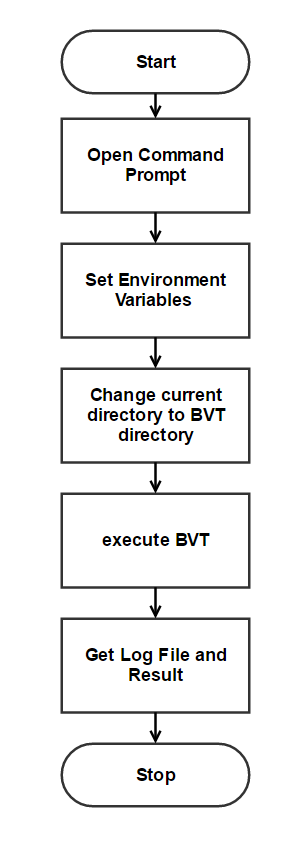 Start
Open Command
Prompt
Set Environment
Variables
Change current
directory to BVT
directory
execute BVT
Get Log File and
Result
Stop